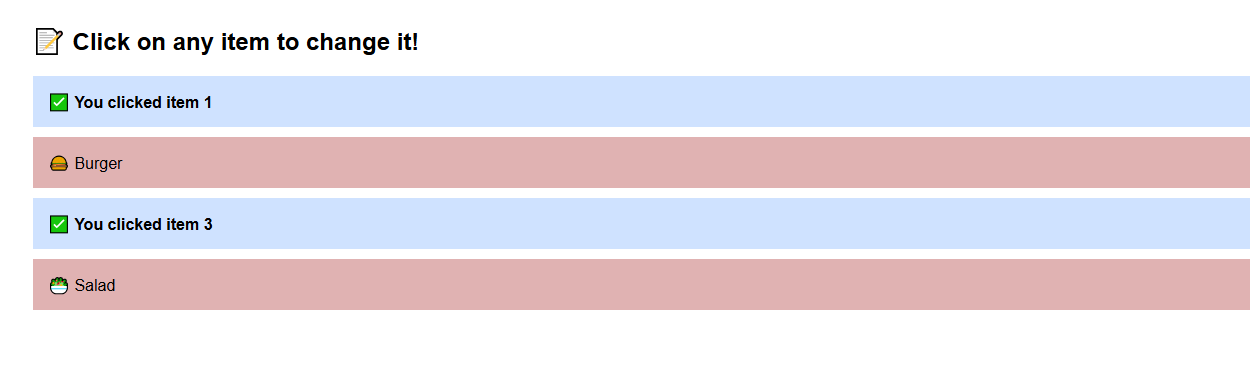 📝 Click on any item to change it!
✅ You clicked item 1
🍔 Burger
✅ You clicked item 3
🥗 Salad